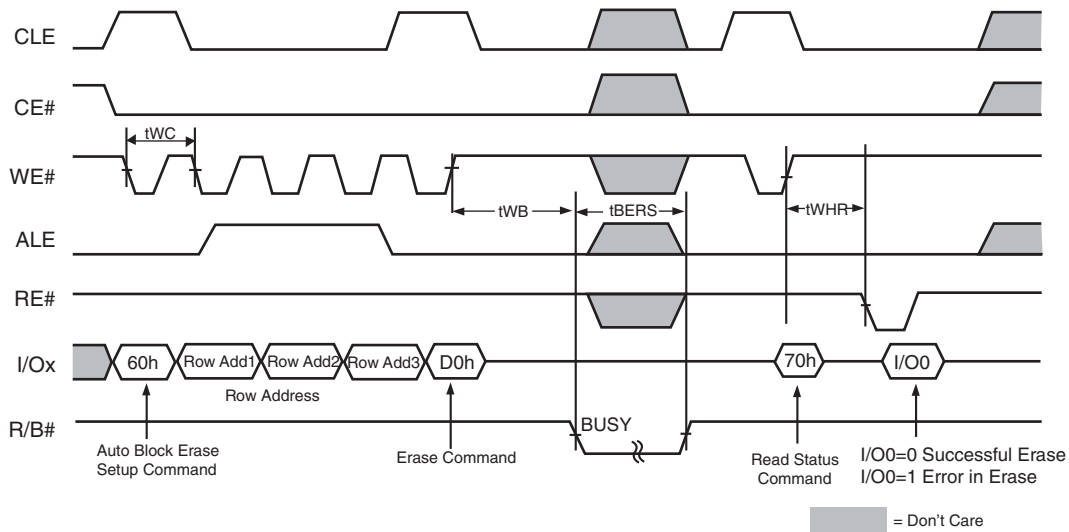 CLE
CE#
tWC
WE#
tWB
tBERS
tWHR
ALE
RE#
I/Ox
60h
Row Add1
Row Add2
Row Add3
D0h
70h
I/O0
Row Address
R/B#
BUSY
Auto Block Erase
Setup Command
Erase Command
Read Status
Command
I/O0=0 Successful Erase
I/O0=1 Error in Erase
= Don't Care